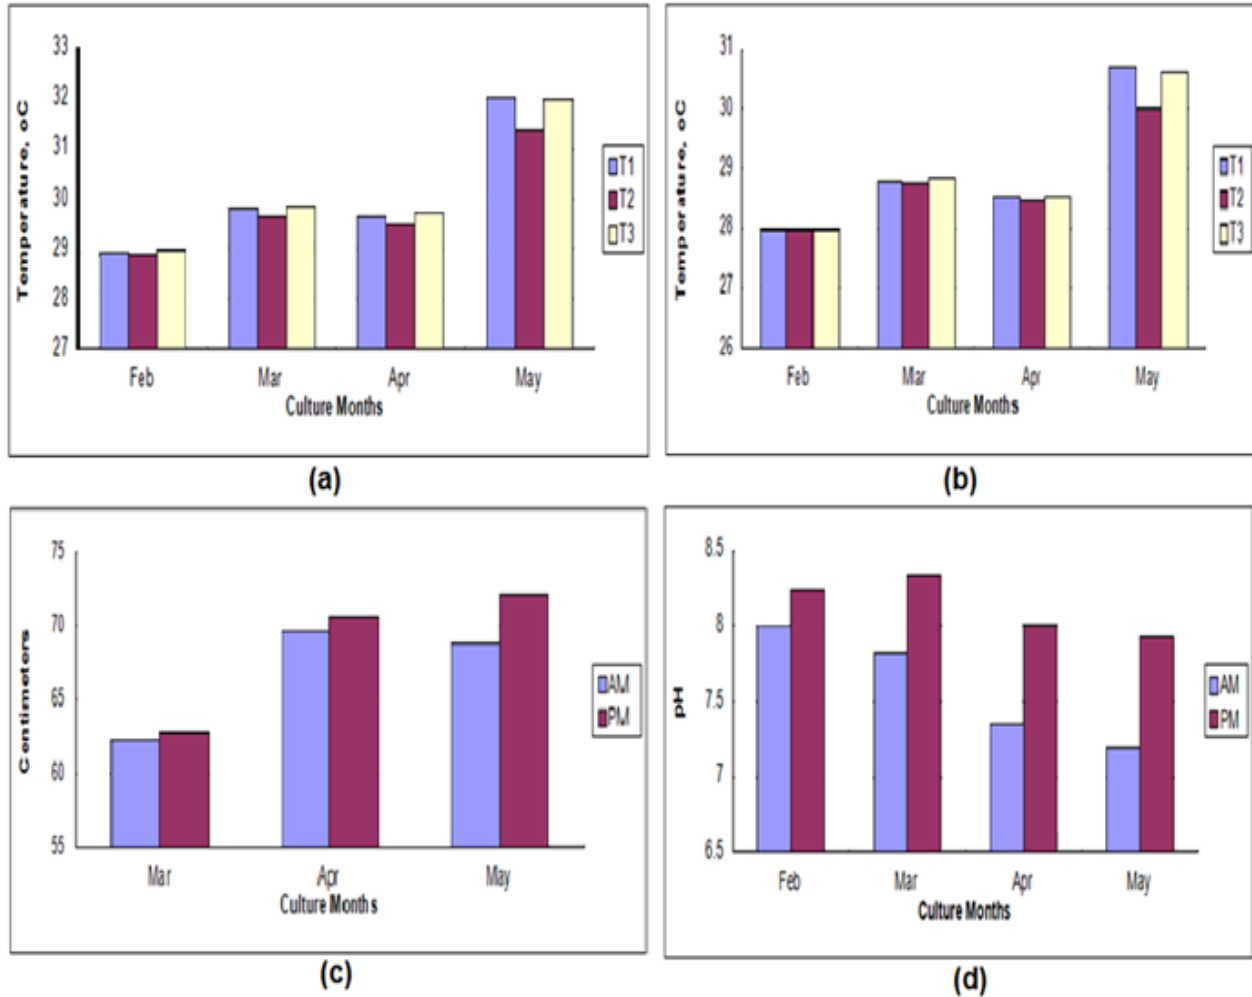 33
32
31
30
29
28
27
Temperature, oC
Feb Mar Apr May
Culture Months
T1
T2
T3
(a)
31
30
29
28
27
26
Temperature, oC
Feb Mar Apr May
Culture Months
T1
T2
T3
(b)
75
70
65
60
55
Centimeters
Mar Apr May
Culture Months
AM
PM
(c)
8.5
8
7.5
7
6.5
pH
Feb Mar Apr May
Culture Months
AM
PM
(d)